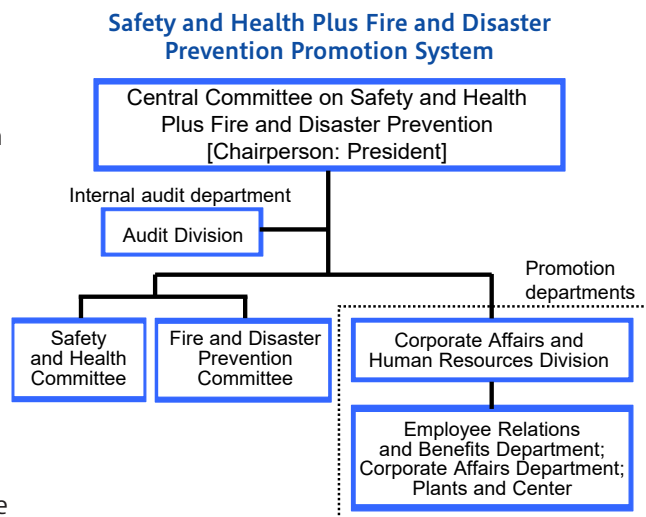 Safety and Health Plus Fire and Disaster
Prevention Promotion System
Central Committee on Safety and Health
Plus Fire and Disaster Prevention
[Chairperson: President]
Internal audit department
Audit Division
Promotion
departments
Safety
and Health
Committee
Fire and Disaster
Prevention
Committee
Corporate Affairs and
Human Resources Division
Employee Relations
and Benefits Department;
Corporate Affairs Department;
Plants and Center